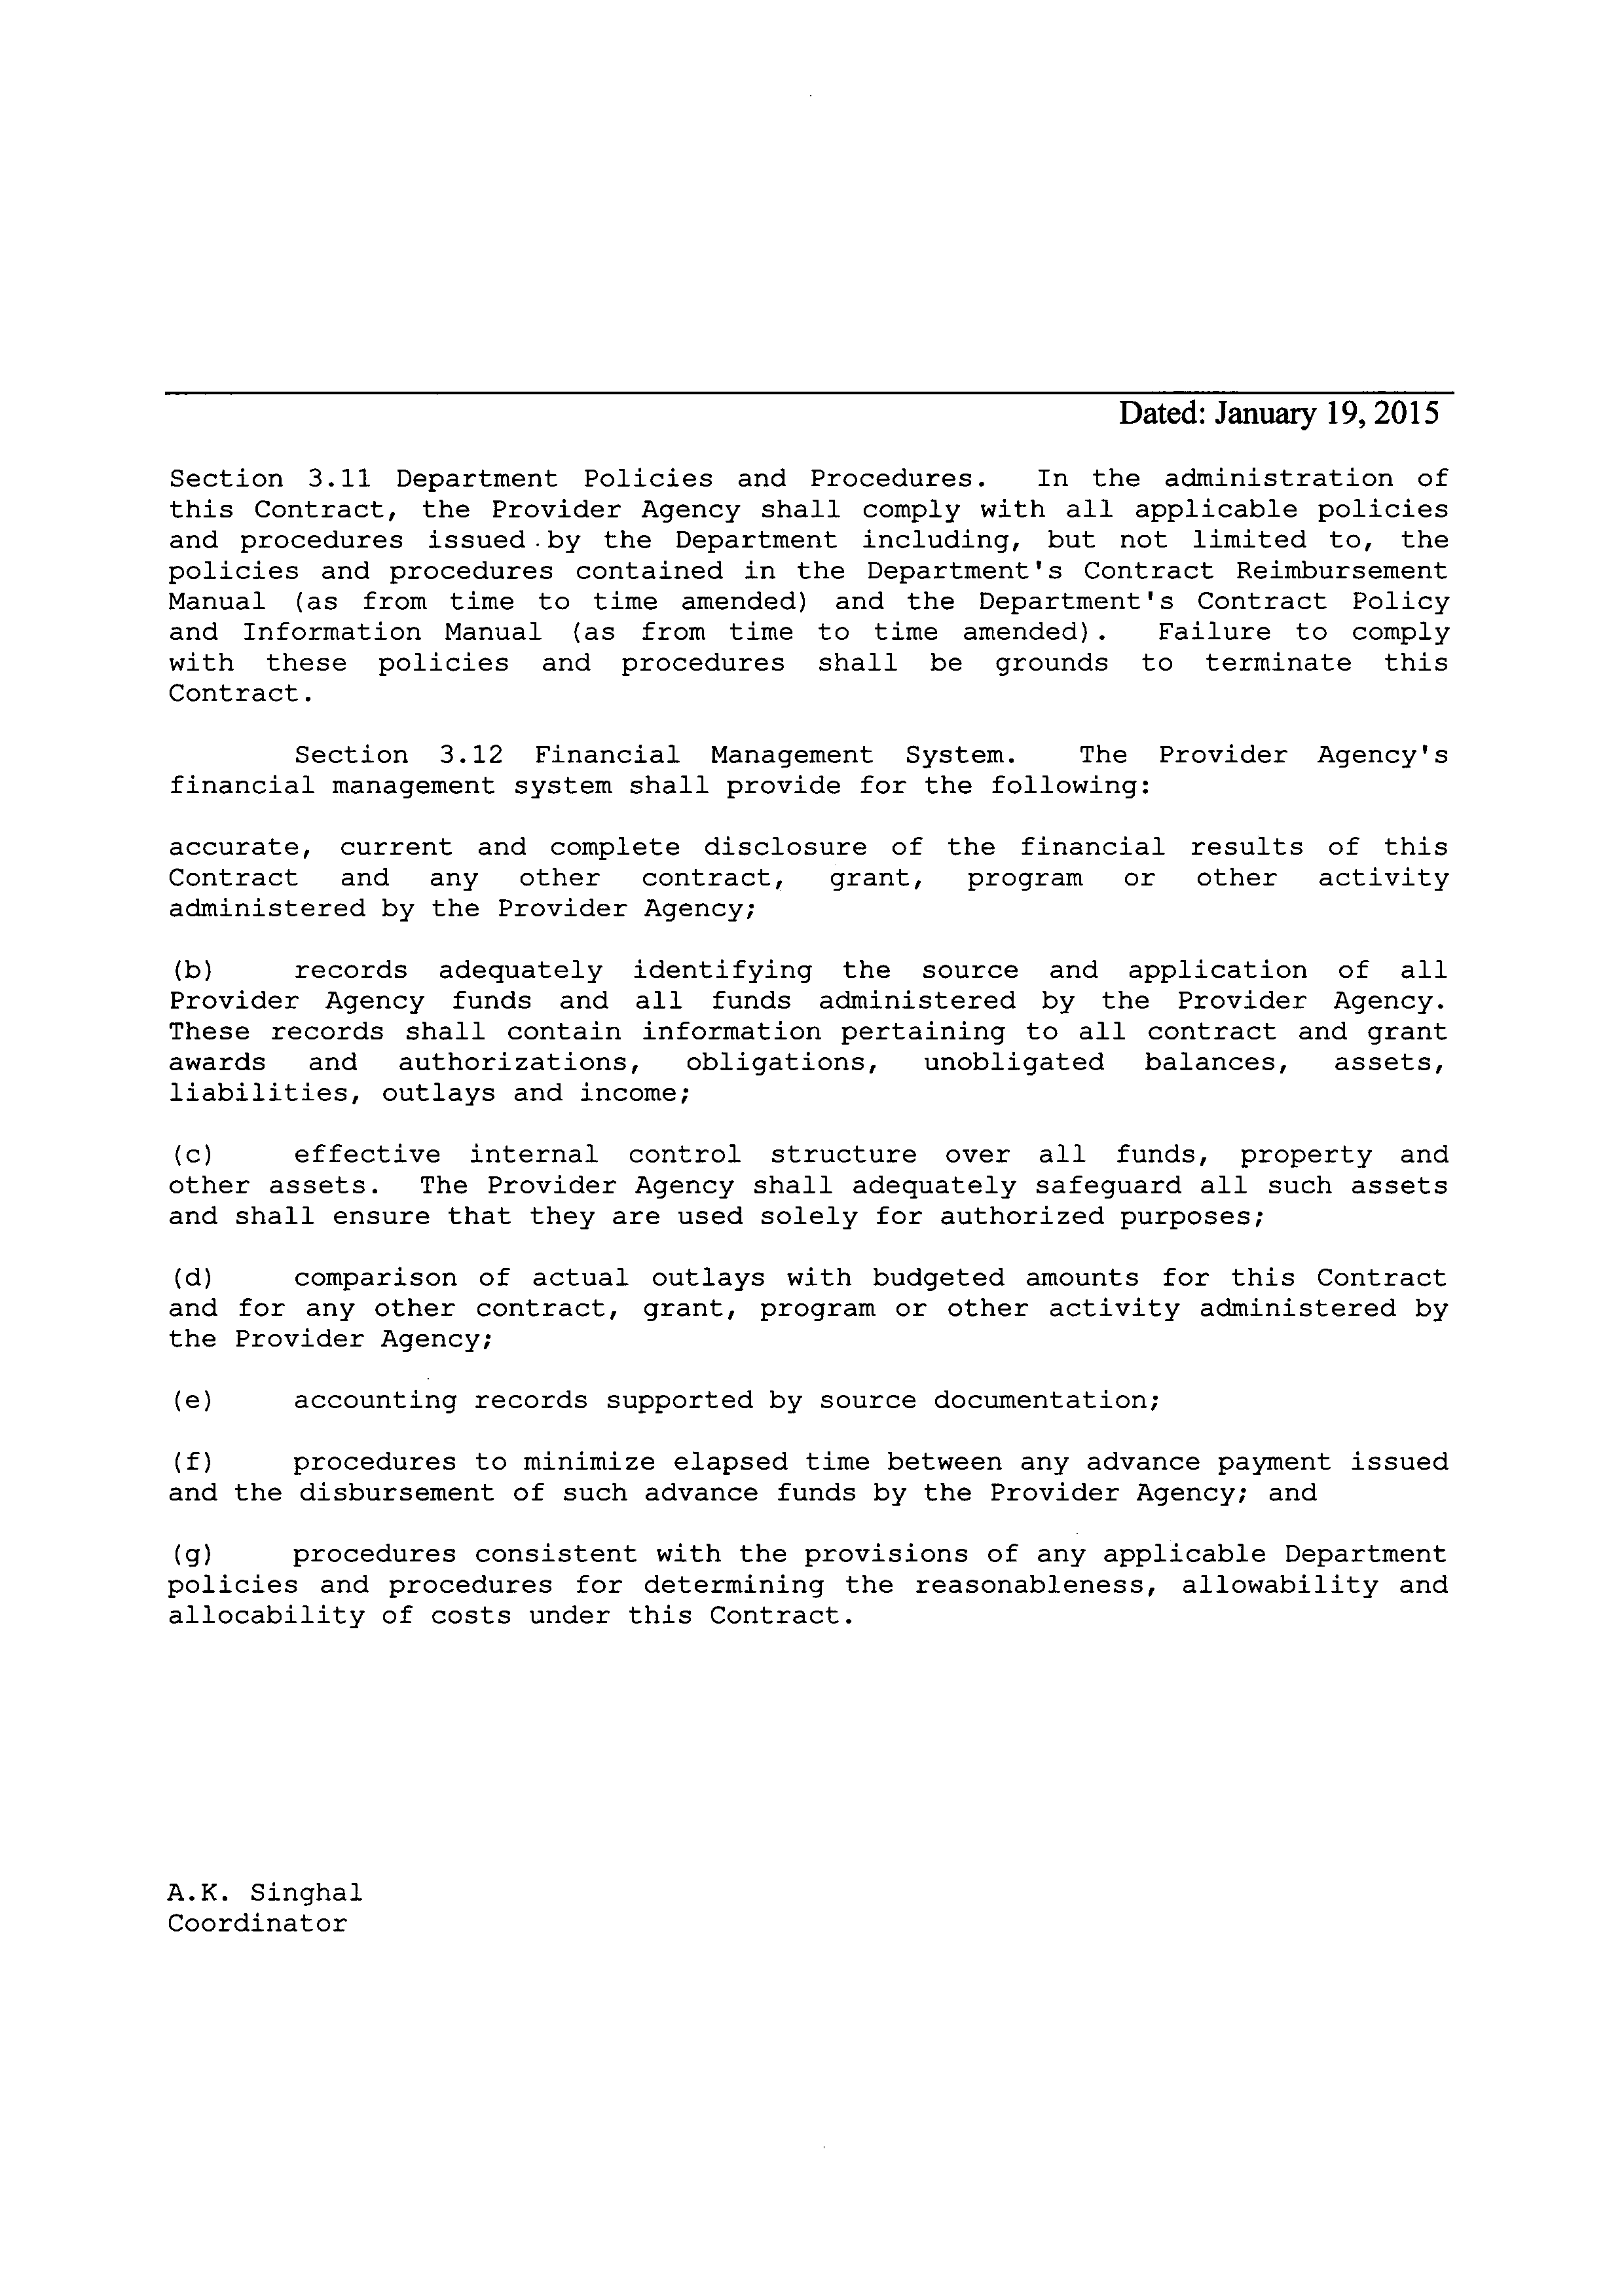 Dated: January 19, 2015
Section 3.11 Department Policies and Procedures. In the administration of
this Contract, the Provider Agency shall comply with all applicable policies
and procedures issued by the Department including, but not limited to, the
policies and procedures contained in the Department's Contract Reimbursement
Manual (as from time to time amended) and the Department's Contract Policy
and Information Manual (as from time to time amended). Failure to comply
with these policies and procedures shall be grounds to terminate this
Contract.
Section 3.12 Financial Management System. The Provider Agency's
financial management system shall provide for the following:
accurate, current and complete disclosure of the financial results of this
Contract and any other contract, grant, program or other activity
administered by the Provider Agency;
(b) records adequately identifying the source and application of all
Provider Agency funds and all funds administered by the Provider Agency.
These records shall contain information pertaining to all contract and grant
awards and authorizations, obligations, unobligated balances, assets,
liabilities, outlays and income;
(c) effective internal control structure over all funds, property and
other assets. The Provider Agency shall adequately safeguard all such assets
and shall ensure that they are used solely for authorized purposes;
(d) comparison of actual outlays with budgeted amounts for this Contract
and for any other contract, grant, program or other activity administered by
the Provider Agency;
(e) accounting records supported by source documentation;
(f) procedures to minimize elapsed time between any advance payment issued
and the disbursement of such advance funds by the Provider Agency; and
(g) procedures consistent with the provisions of any applicable Department
policies and procedures for determining the reasonableness, allowability and
allocability of costs under this Contract.
A.K. Singhal
Coordinator